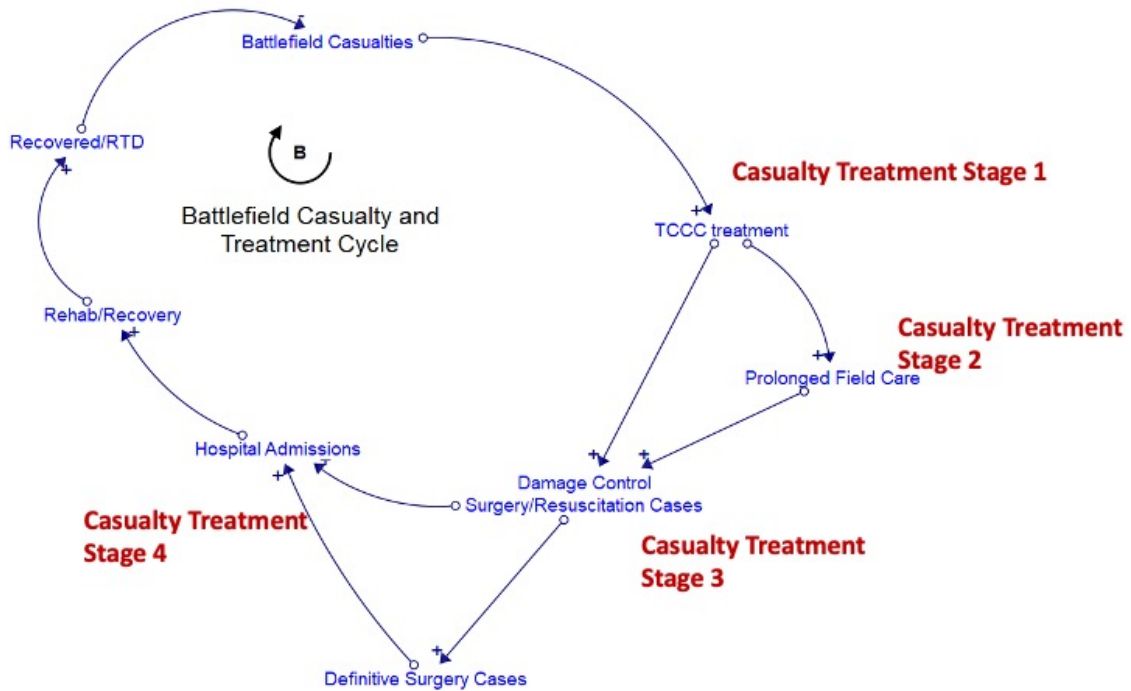 Battlefield Casualties
-
Recovered/RTD
+
B
Battlefield Casualty and
Treatment Cycle
Casualty Treatment Stage 1
+
TCCC treatment
Rehab/Recovery
+
Casualty Treatment
Stage 2
+
Prolonged Field Care
Hospital Admissions
+
+
+
+
Damage Control
Surgery/Resuscitation Cases
Casualty Treatment
Stage 4
Casualty Treatment
Stage 3
+
Definitive Surgery Cases